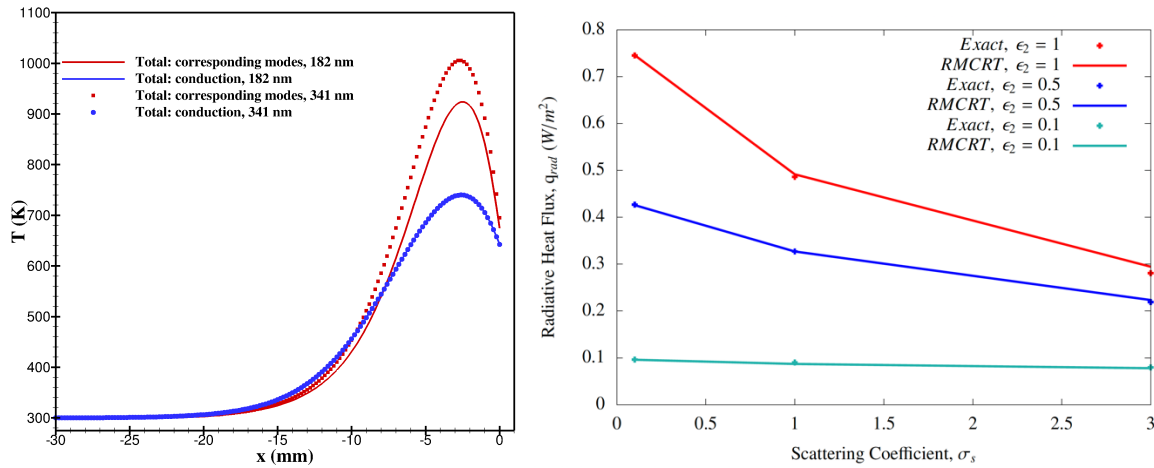 1100
1000
900
800
700
600
500
400
300
T (K)
Total: corresponding modes, 182 nm
Total: conduction, 182 nm
Total: corresponding modes, 341 nm
Total: conduction, 341 nm
-30
-25
-20
-15
-10
-5
0
x (mm)
0.8
0.7
0.6
0.5
0.4
0.3
0.2
0.1
0
Radiative Heat Flux, q_rad (W/m²)
Exact, ϵ₂ = 1
RMCRT, ϵ₂ = 1
Exact, ϵ₂ = 0.5
RMCRT, ϵ₂ = 0.5
Exact, ϵ₂ = 0.1
RMCRT, ϵ₂ = 0.1
0
0.5
1
1.5
2
2.5
3
Scattering Coefficient, σₛ